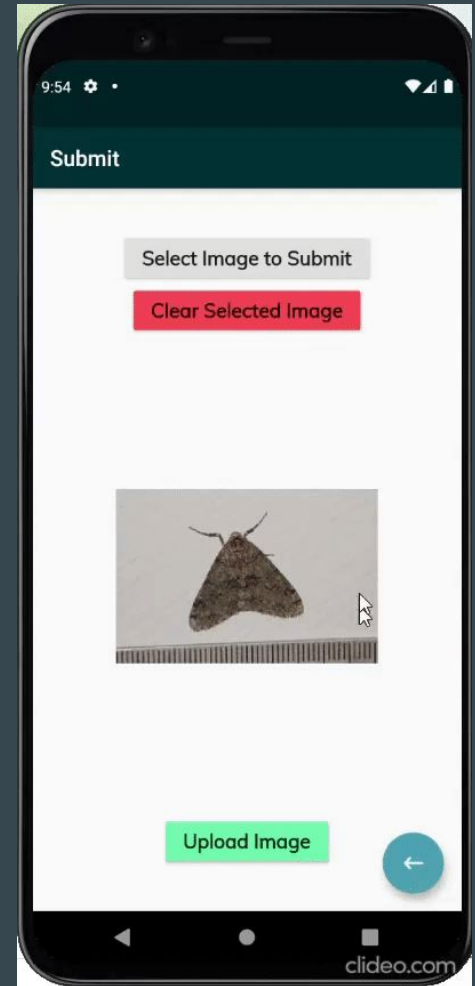 9:54
Submit
Select Image to Submit
Clear Selected Image
Upload Image
clideo.com